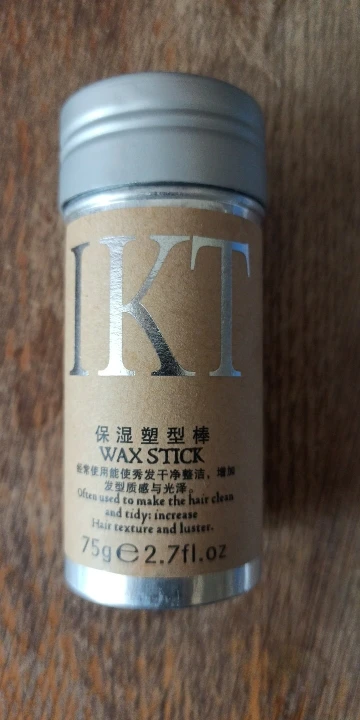 IKT
保湿塑型棒
WAX STICK
经常使用能使秀发干净整洁，增加
发型质感与光泽。
Often used to make the hair clean
and tidy; increase
Hair texture and luster.
75g℮2.7fl.oz